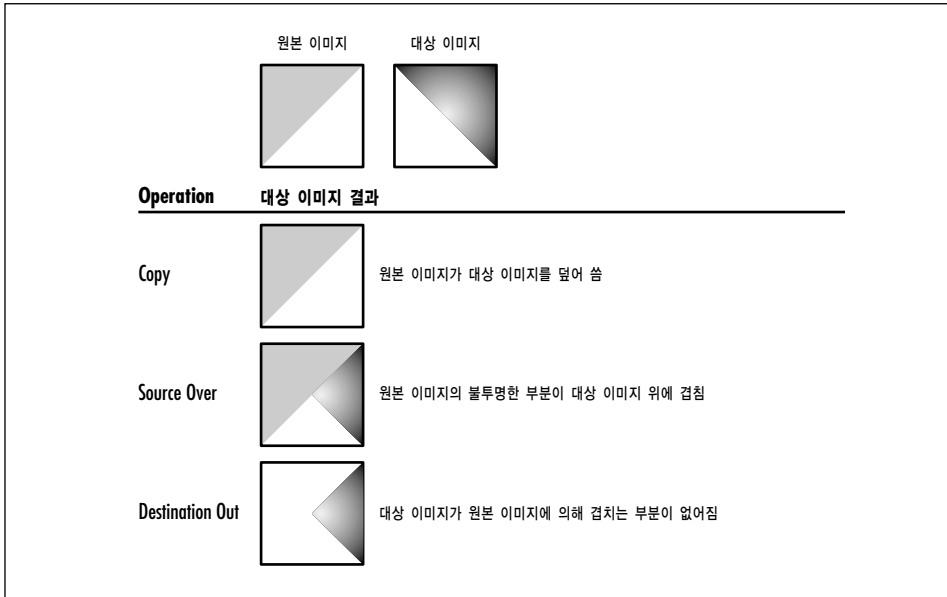 원본 이미지 대상 이미지
Operation 대상 이미지 결과
Copy 원본 이미지가 대상 이미지를 덮어 씀
Source Over 원본 이미지의 불투명한 부분이 대상 이미지 위에 겹침
Destination Out 대상 이미지가 원본 이미지에 의해 겹치는 부분이 없어짐